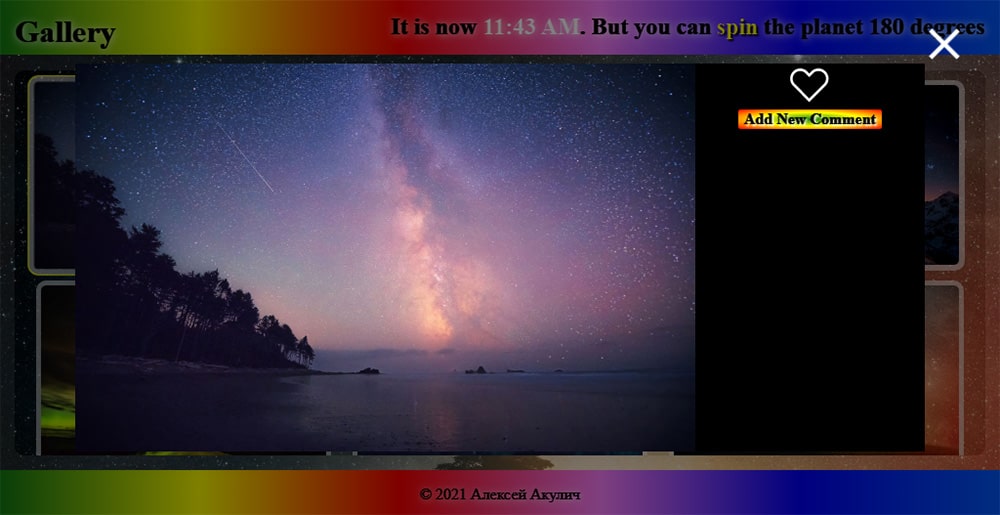 Gallery
It is now 11:43 AM. But you can spin the planet 180 degrees
Add New Comment
© 2021 Алексей Акулич